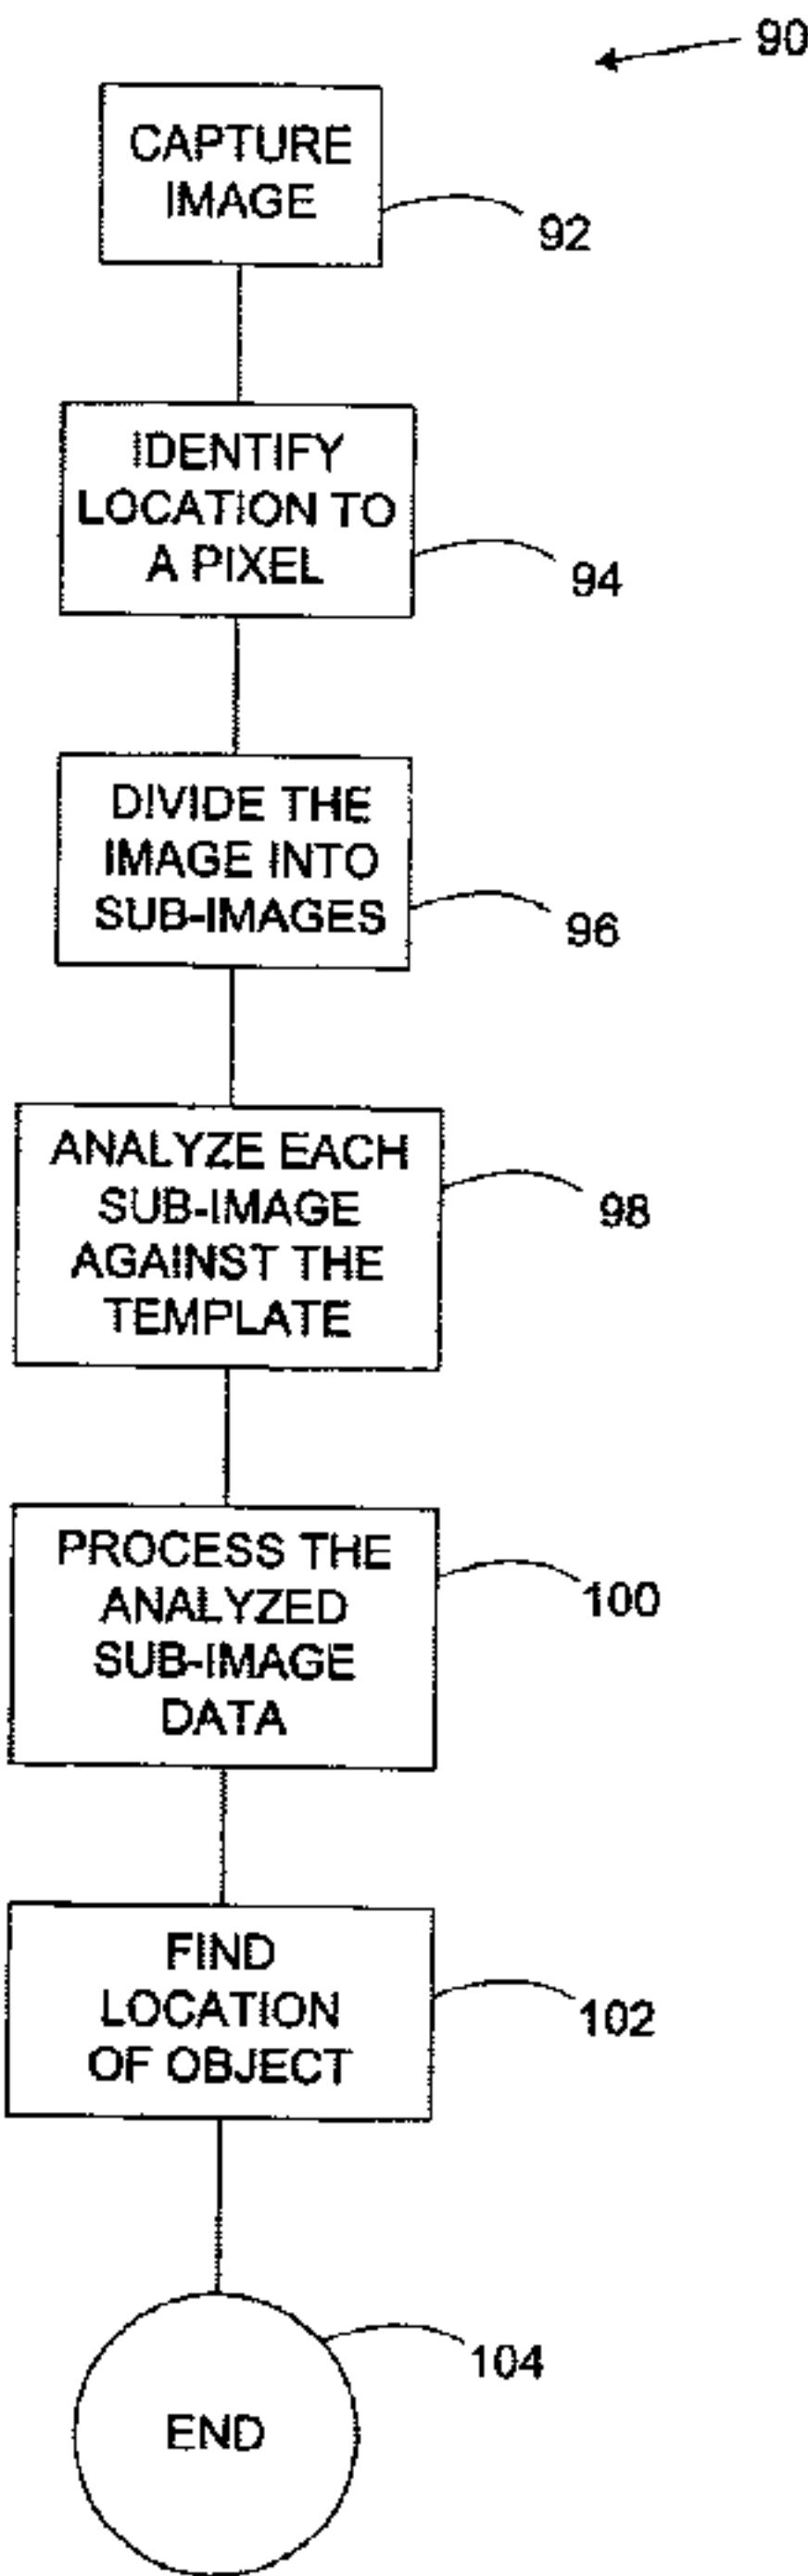 90
CAPTURE
IMAGE
92
IDENTIFY
LOCATION TO
A PIXEL
94
DIVIDE THE
IMAGE INTO
SUB-IMAGES
96
ANALYZE EACH
SUB-IMAGE
AGAINST THE
TEMPLATE
98
PROCESS THE
ANALYZED
SUB-IMAGE
DATA
100
FIND
LOCATION
OF OBJECT
102
END
104